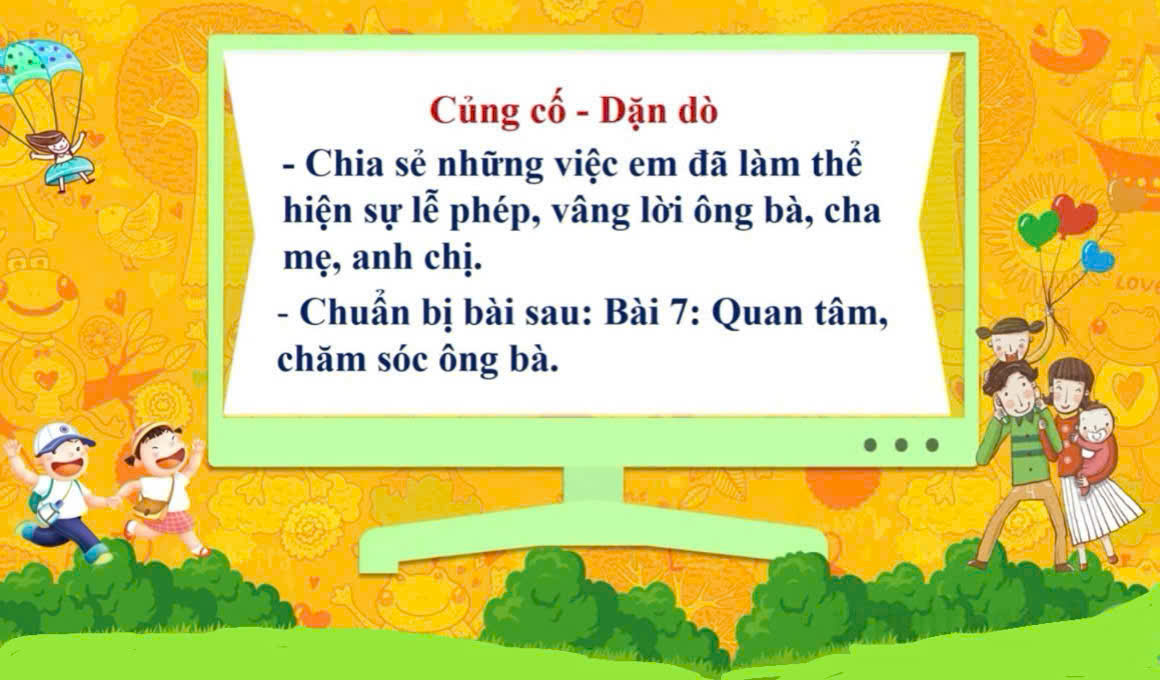 Củng cố - Dặn dò
- Chia sẻ những việc em đã làm thể
hiện sự lễ phép, vâng lời ông bà, cha
mẹ, anh chị.
- Chuẩn bị bài sau: Bài 7: Quan tâm,
chăm sóc ông bà.
LOVE